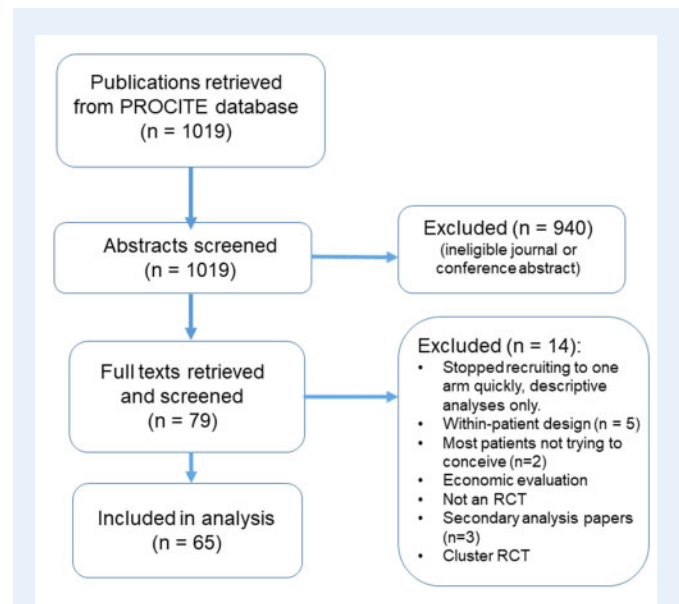 Publications retrieved
from PROCITE database
(n = 1019)
Abstracts screened
(n = 1019)
Excluded (n = 940)
(ineligible journal or
conference abstract)
Full texts retrieved
and screened
(n = 79)
Excluded (n = 14):
• Stopped recruiting to one
arm quickly, descriptive
analyses only.
• Within-patient design (n = 5)
• Most patients not trying to
conceive (n=2)
• Economic evaluation
• Not an RCT
• Secondary analysis papers
(n=3)
• Cluster RCT
Included in analysis
(n = 65)